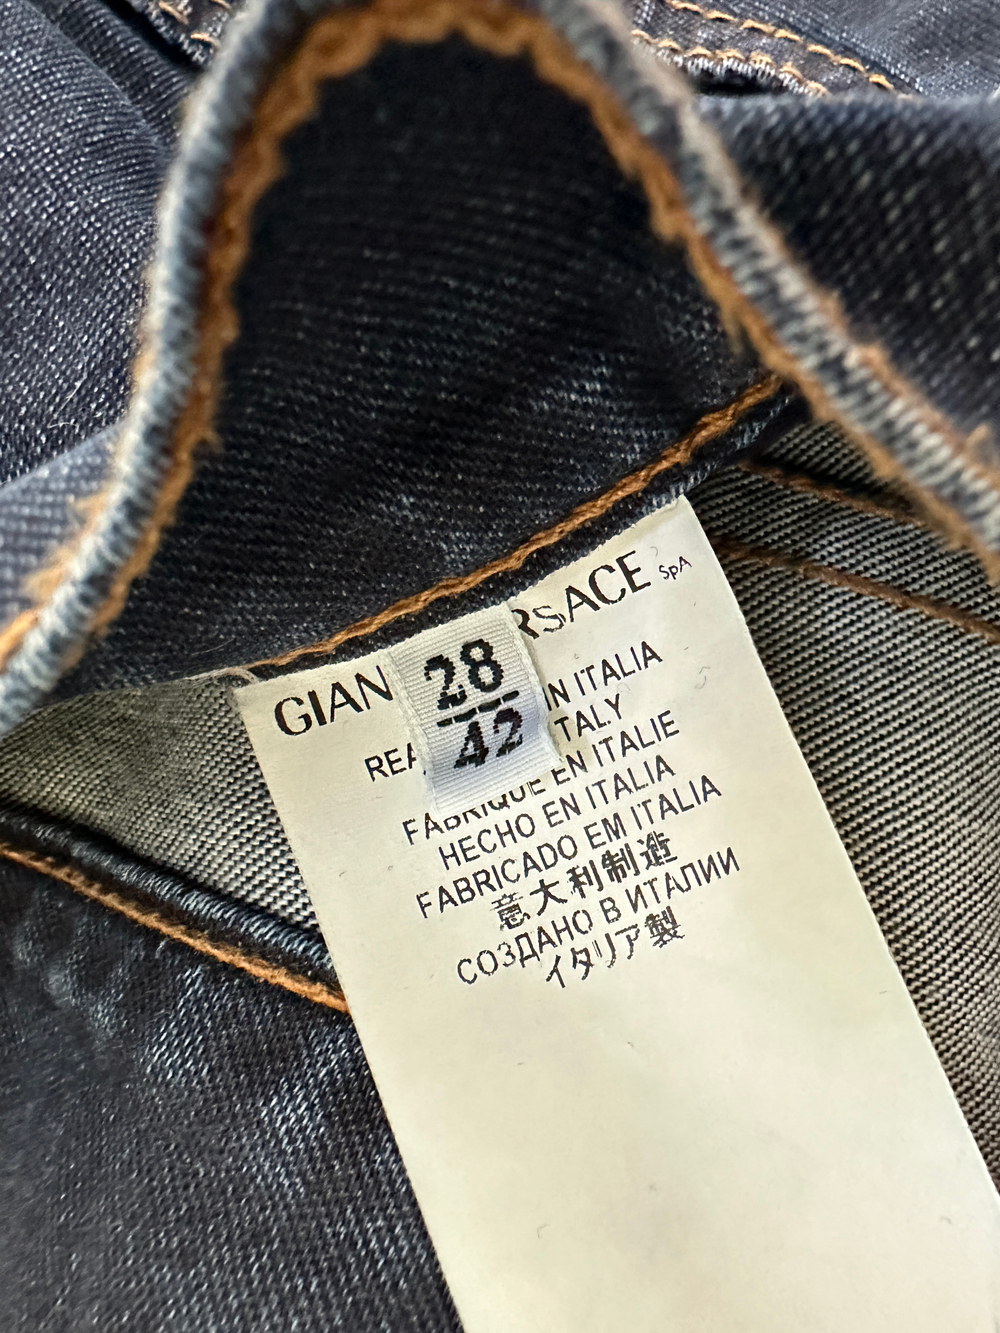 28
42
GIAN RSACE SpA
REA IN ITALIA
TALY
FABRIQUE EN ITALIE
HECHO EN ITALIA
FABRICADO EM ITALIA
意大利制造
СОЗДАНО В ИТАЛИИ
イタリア製